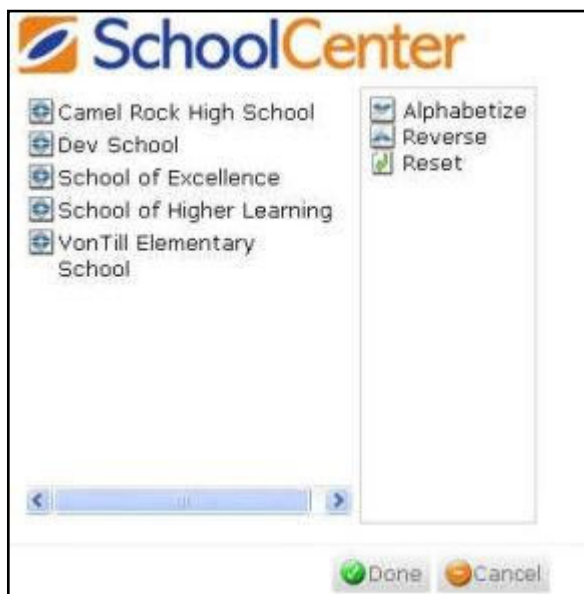 SchoolCenter
Camel Rock High School
Dev School
School of Excellence
School of Higher Learning
VonTill Elementary
School
Alphabetize
Reverse
Reset
Done
Cancel